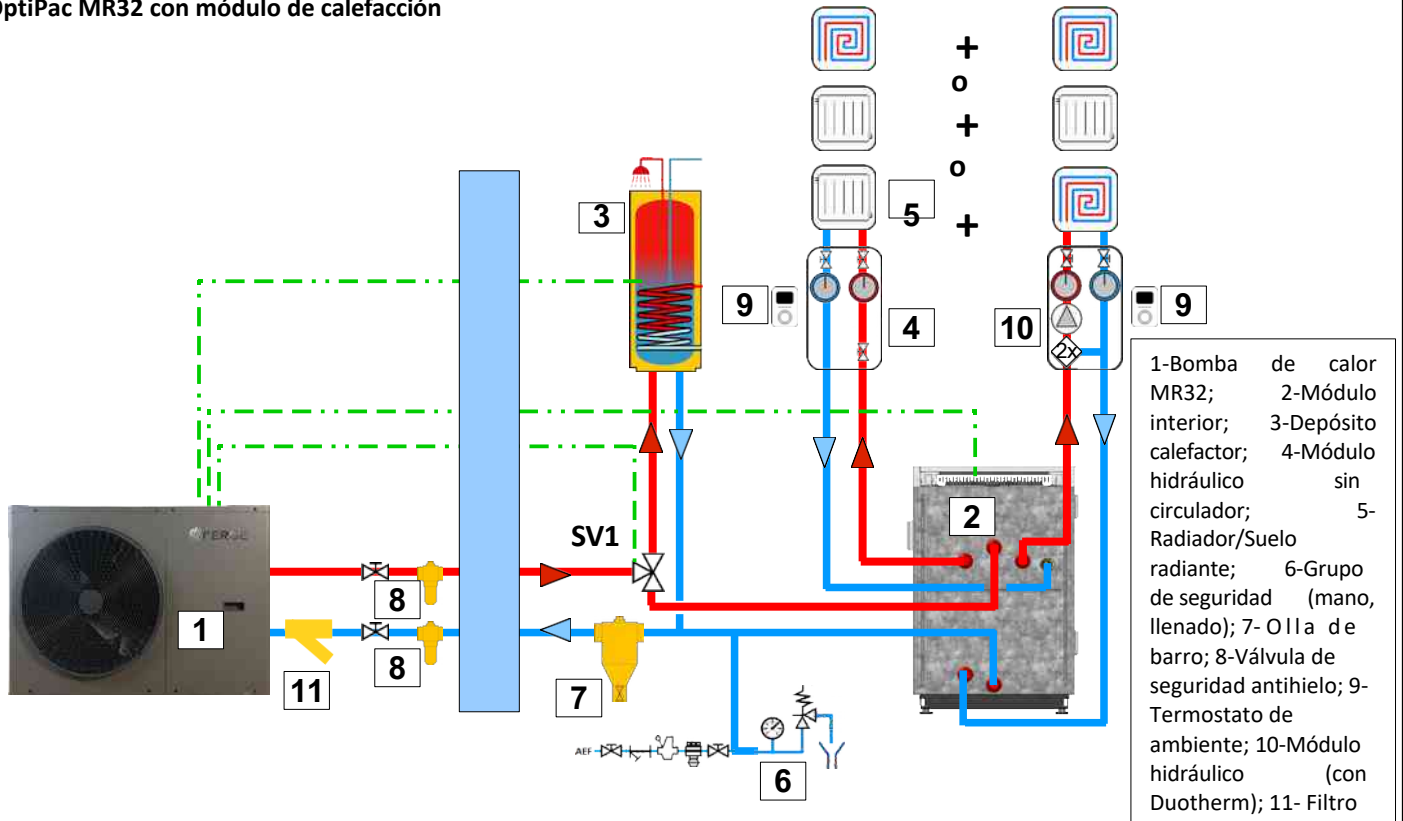 OptiPac MR32 con módulo de calefacción
+
o
+
o
+
3
5
9
4
10
9
2x
SV1
2
1
8
8
11
7
AEF
6
1-Bomba de calor
MR32; 2-Módulo
interior; 3-Depósito
calefactor; 4-Módulo
hidráulico sin
circulador; 5-
Radiador/Suelo
radiante; 6-Grupo
de seguridad (mano,
llenado); 7- Olla de
barro; 8-Válvula de
seguridad antihielo; 9-
Termostato de
ambiente; 10-Módulo
hidráulico (con
Duotherm); 11- Filtro